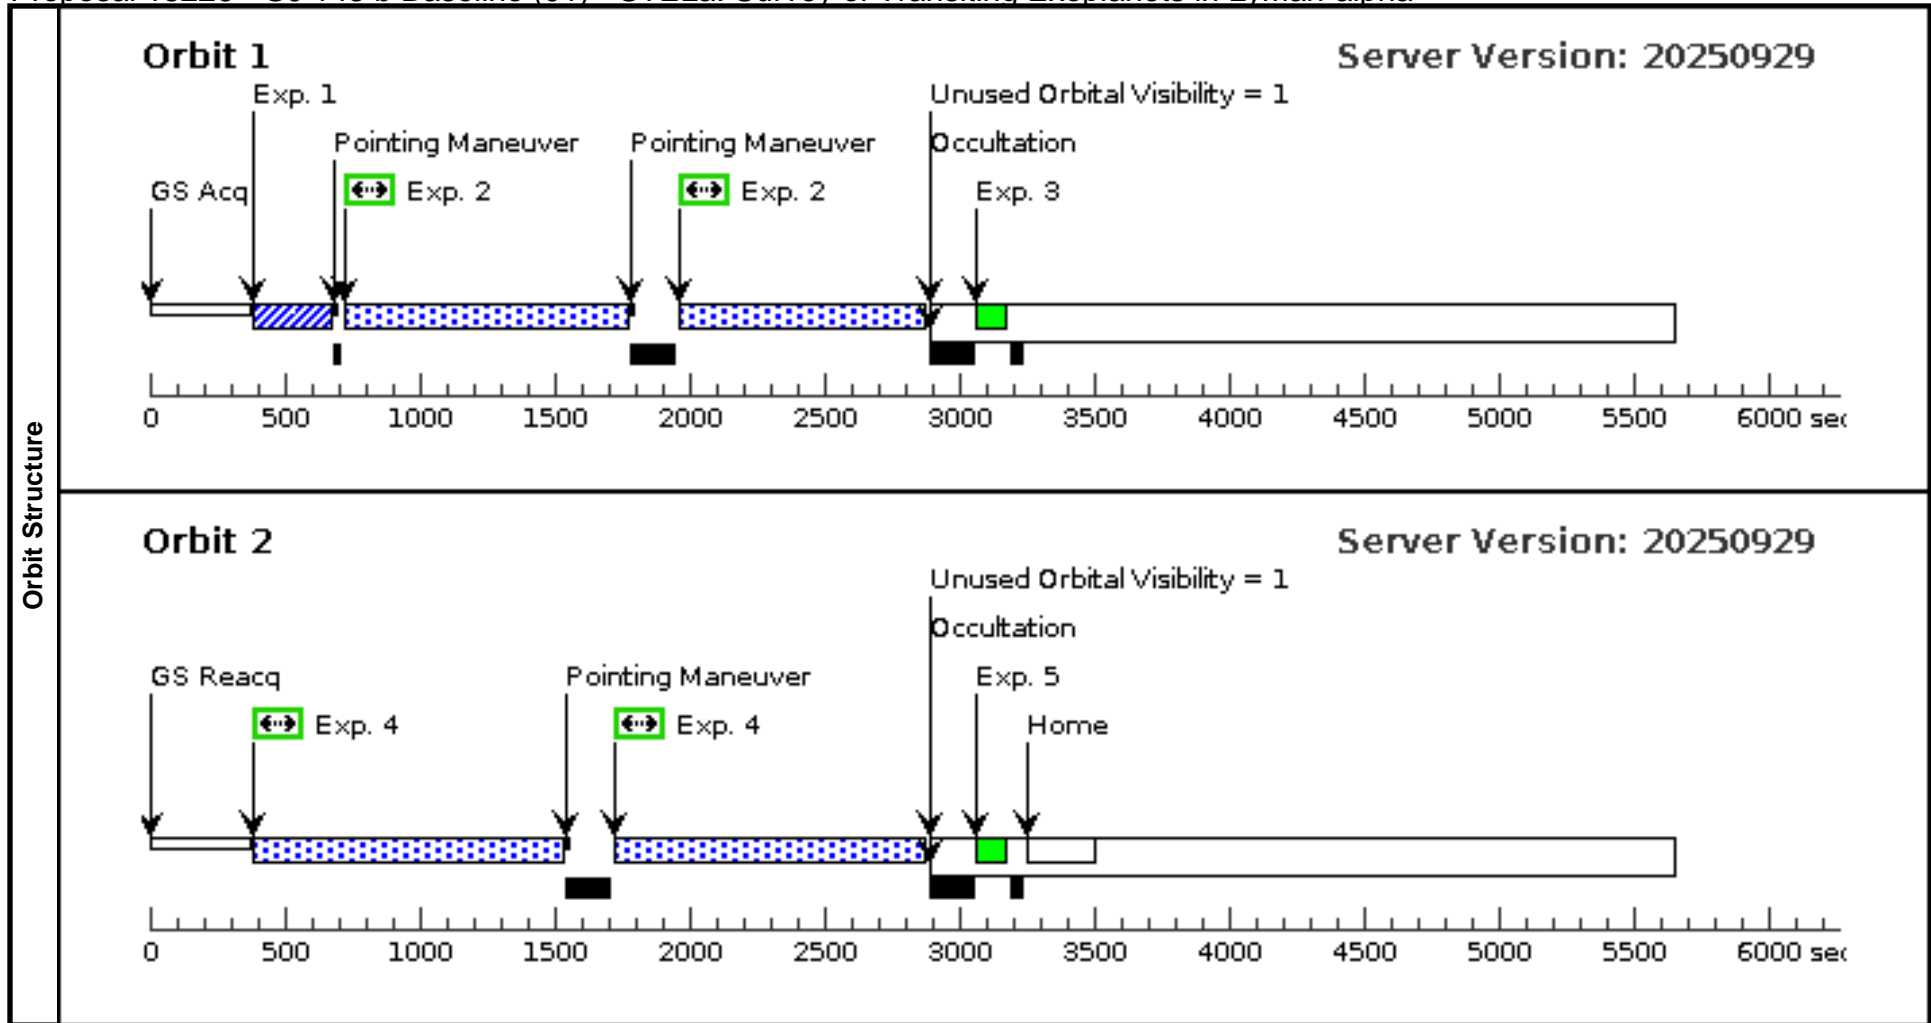 Orbit Structure
Orbit 1
Server Version: 20250929
Exp. 1
Unused Orbital Visibility = 1
Pointing Maneuver
Pointing Maneuver
Occultation
GS Acq
Exp. 2
Exp. 2
Exp. 3
0 500 1000 1500 2000 2500 3000 3500 4000 4500 5000 5500 6000 sec
Orbit 2
Server Version: 20250929
Unused Orbital Visibility = 1
Occultation
GS Reacq
Pointing Maneuver
Exp. 5
Exp. 4
Exp. 4
Home
0 500 1000 1500 2000 2500 3000 3500 4000 4500 5000 5500 6000 sec